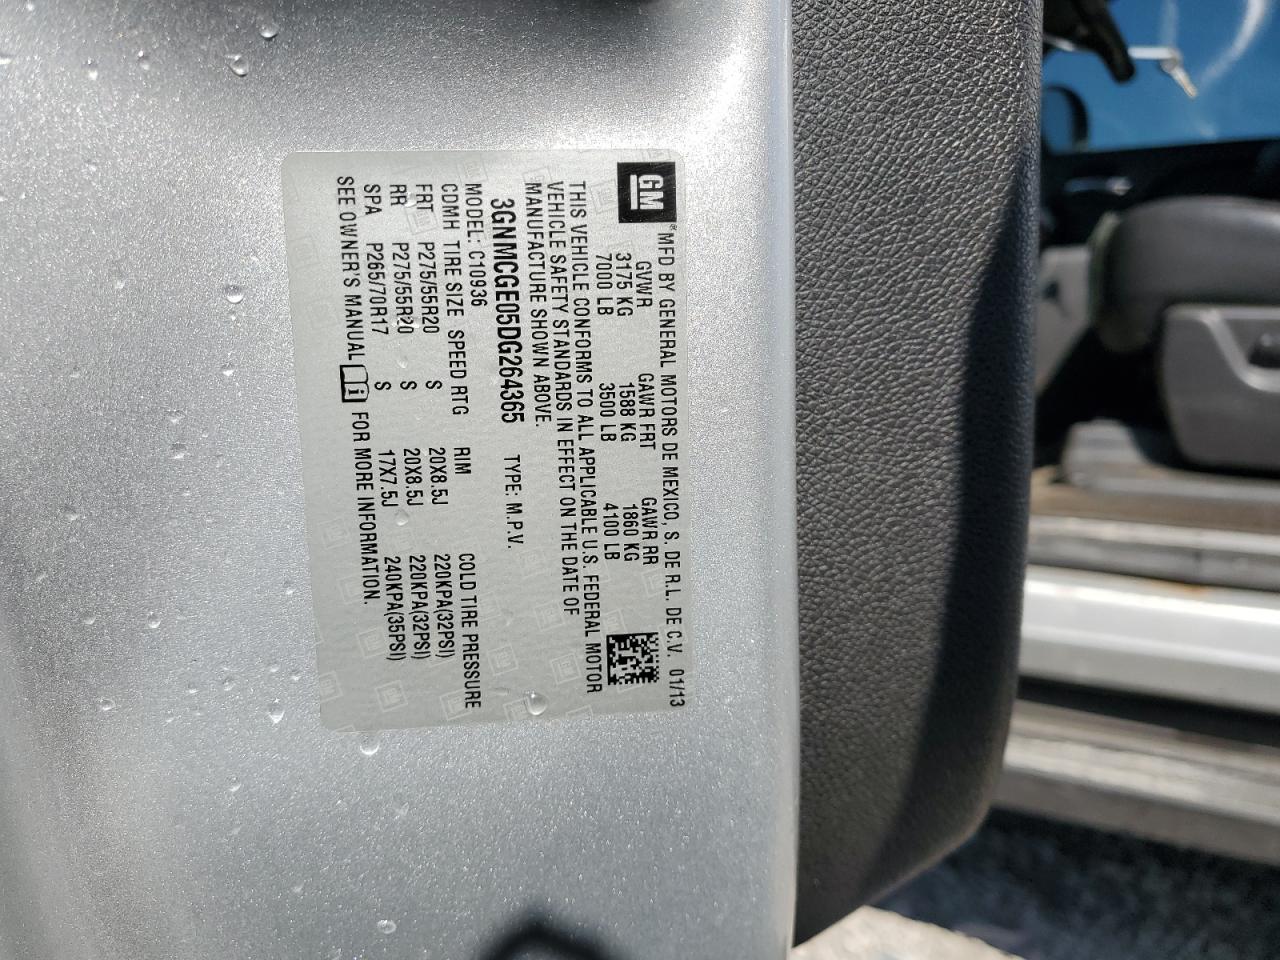 GM® MFD BY GENERAL MOTORS DE MEXICO, S. DE R.L. DE C.V. 01/13
GVWR GAWR FRT GAWR RR
3175 KG 1588 KG 1860 KG
7000 LB 3500 LB 4100 LB
THIS VEHICLE CONFORMS TO ALL APPLICABLE U.S. FEDERAL MOTOR
VEHICLE SAFETY STANDARDS IN EFFECT ON THE DATE OF
MANUFACTURE SHOWN ABOVE.
3GNMCGE05DG264365 TYPE: M.P.V.
MODEL: C10936
CDMH TIRE SIZE SPEED RTG RIM COLD TIRE PRESSURE
FRT P275/55R20 S 20X8.5J 220KPA(32PSI)
RR P275/55R20 S 20X8.5J 220KPA(32PSI)
SPA P265/70R17 S 17X7.5J 240KPA(35PSI)
SEE OWNER'S MANUAL i FOR MORE INFORMATION.